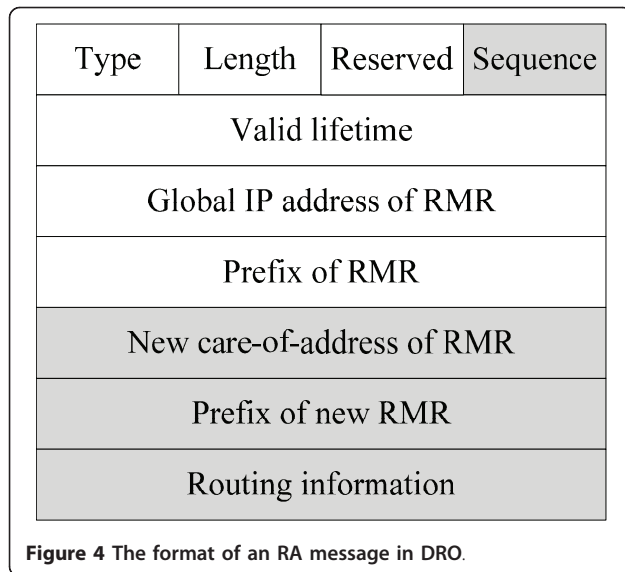 Type Length Reserved Sequence
Valid lifetime
Global IP address of RMR
Prefix of RMR
New care-of-address of RMR
Prefix of new RMR
Routing information
Figure 4 The format of an RA message in DRO.